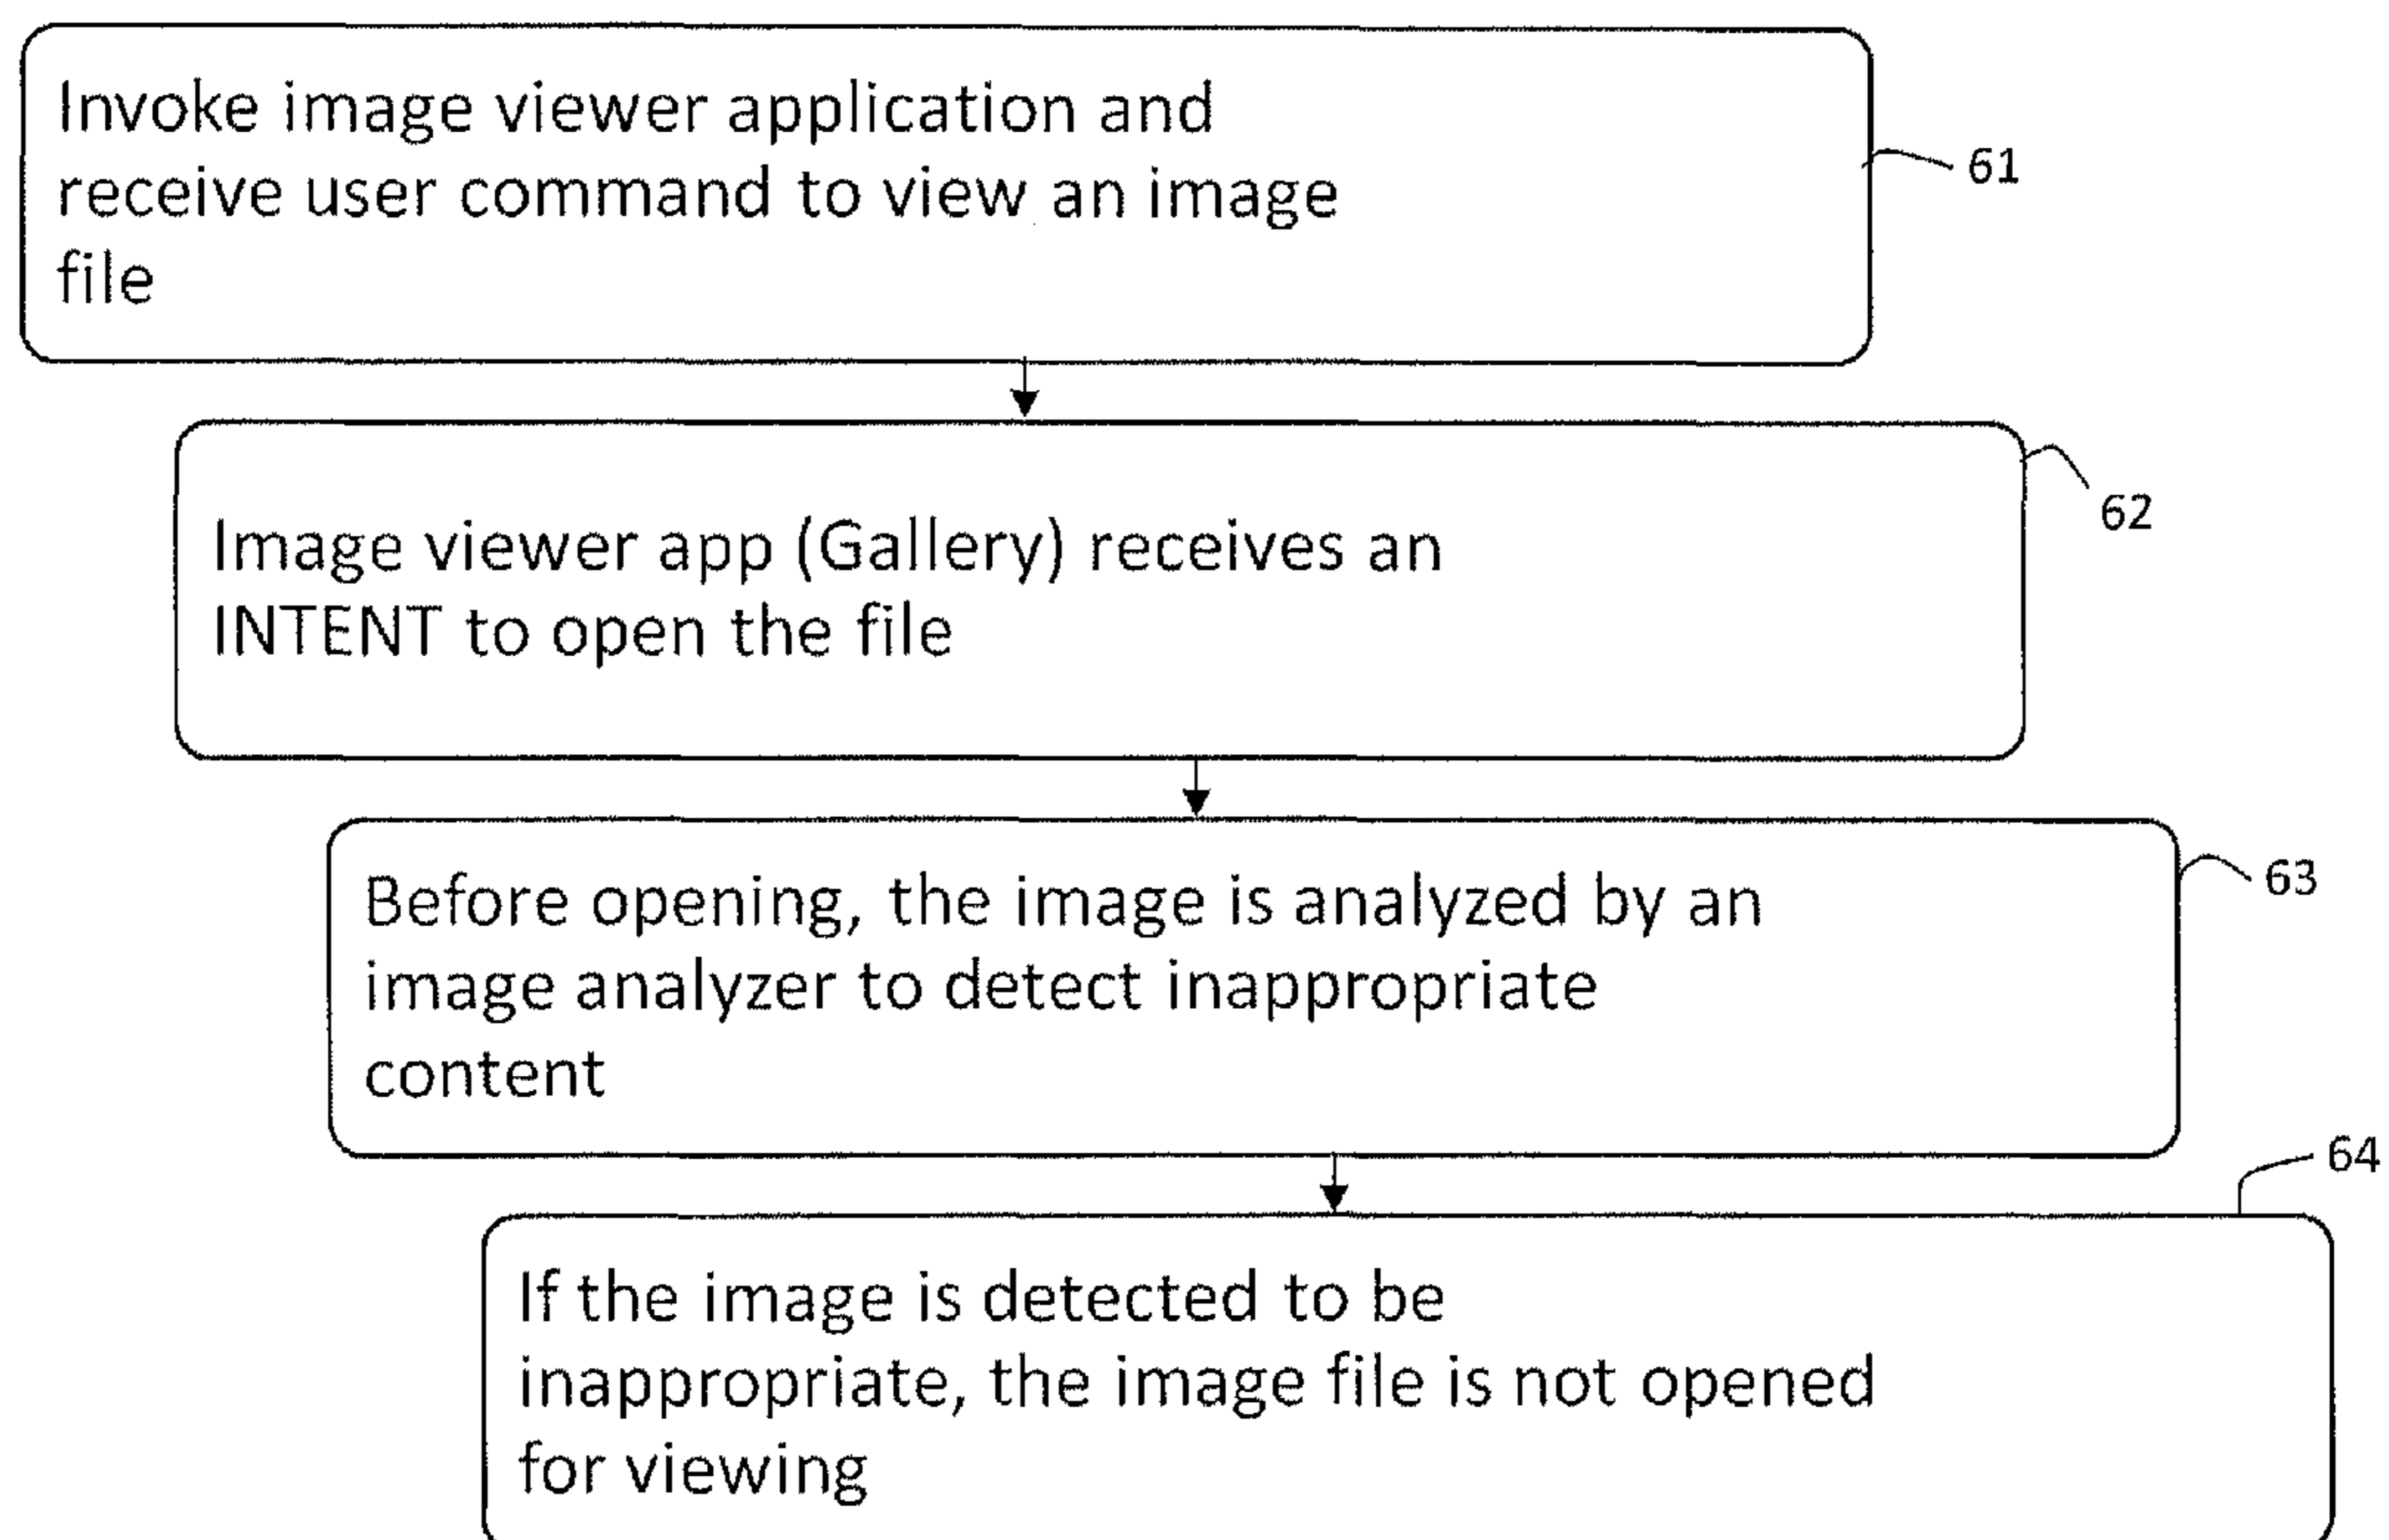 Invoke image viewer application and
receive user command to view an image
file
61
Image viewer app (Gallery) receives an
INTENT to open the file
62
Before opening, the image is analyzed by an
image analyzer to detect inappropriate
content
63
If the image is detected to be
inappropriate, the image file is not opened
for viewing
64